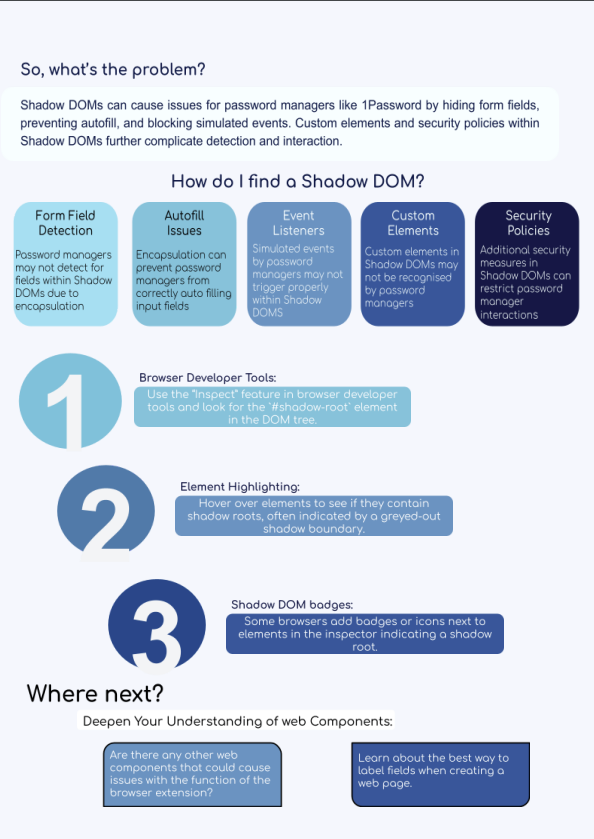 So, what's the problem?
Shadow DOMs can cause issues for password managers like 1Password by hiding form fields,
preventing autofill, and blocking simulated events. Custom elements and security policies within
Shadow DOMs further complicate detection and interaction.
How do I find a Shadow DOM?
Form Field
Detection
Password managers
may not detect for
fields within Shadow
DOMs due to
encapsulation
Autofill
Issues
Encapsulation can
prevent password
managers from
correctly auto filling
input fields
Event
Listeners
Simulated events
by password
managers may not
trigger properly
within Shadow
DOMS
Custom
Elements
Custom elements in
Shadow DOMs may
not be recognised
by password
managers
Security
Policies
Additional security
measures in
Shadow DOMs can
restrict password
manager
interactions
1
Browser Developer Tools:
Use the "Inspect" feature in browser developer
tools and look for the `#shadow-root` element
in the DOM tree.
2
Element Highlighting:
Hover over elements to see if they contain
shadow roots, often indicated by a greyed-out
shadow boundary.
3
Shadow DOM badges:
Some browsers add badges or icons next to
elements in the inspector indicating a shadow
root.
Where next?
Deepen Your Understanding of web Components:
Are there any other web
components that could cause
issues with the function of the
browser extension?
Learn about the best way to
label fields when creating a
web page.